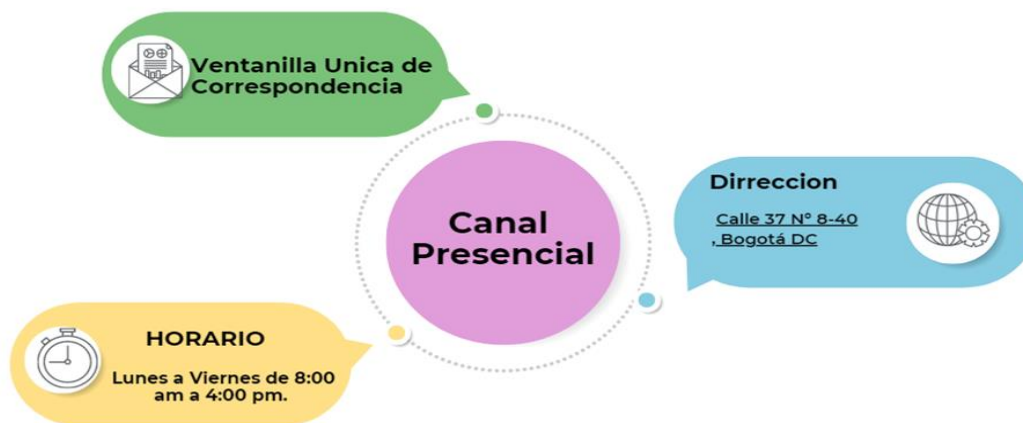 Ventanilla Unica de
Correspondencia
Canal
Presencial
Dirreccion
Calle 37 N° 8-40
, Bogotá DC
HORARIO
Lunes a Viernes de 8:00
am a 4:00 pm.